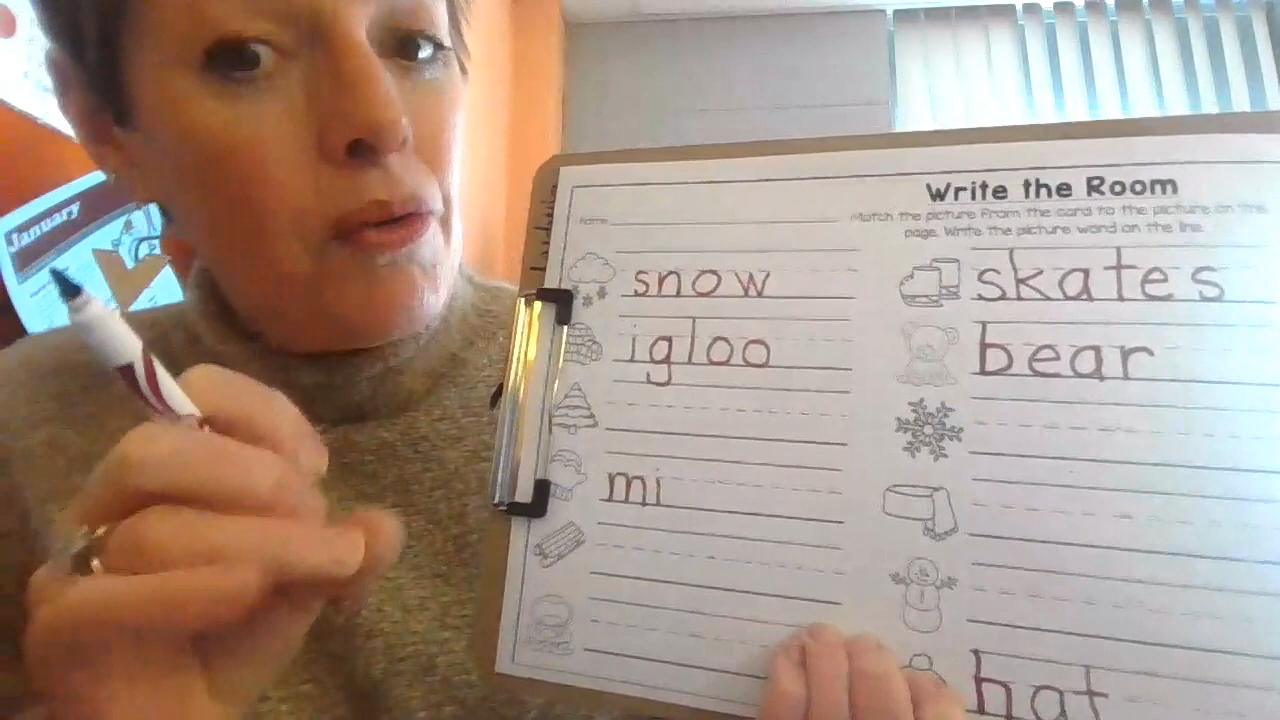 January
Write the Room
Name
Match the picture from the card to the picture on the
page. Write the picture word on the line.
snow
skates
igloo
bear
mi
hat